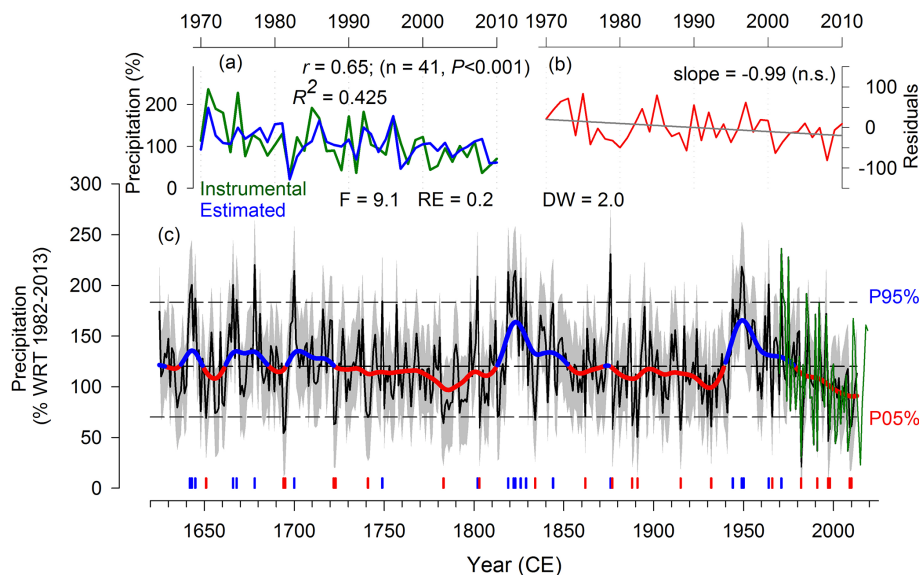 1970 1980 1990 2000 2010 1970 1980 1990 2000 2010
(a) r = 0.65; (n = 41, P<0.001)
R² = 0.425
(b) slope = -0.99 (n.s.)
Precipitation (%)
200
100
0
Residuals
100
0
-100
Instrumental
Estimated
F = 9.1 RE = 0.2 DW = 2.0
(c)
Precipitation
(% WRT 1982-2013)
300
250
200
150
100
50
0
P95%
P05%
1650 1700 1750 1800 1850 1900 1950 2000
Year (CE)